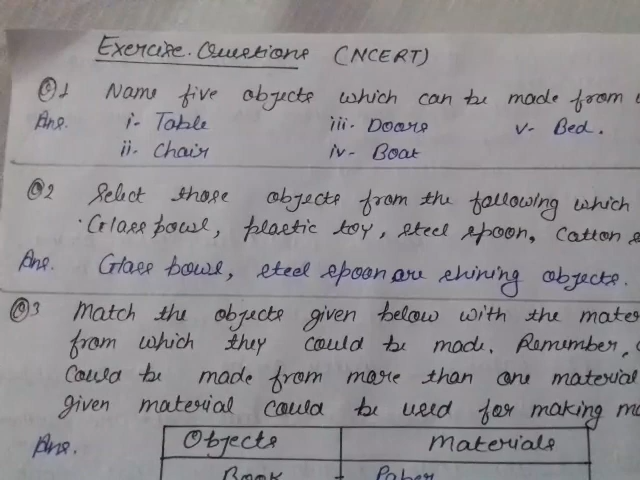 Exercise Questions (NCERT)
Q1 Name five objects which can be made from
Ans. i- Table iii- Doors v- Bed.
ii- Chair iv- Boat
Q2 Select those objects from the following which
Glass bowl, plastic toy, steel spoon, Cotton
Ans. Glass bowl, steel spoon are shining objects.
Q3 Match the objects given below with the mater
from which they could be made. Remember,
could be made from more than one material
given material could be used for making ma
Ans. Objects Materials
Book - Paper